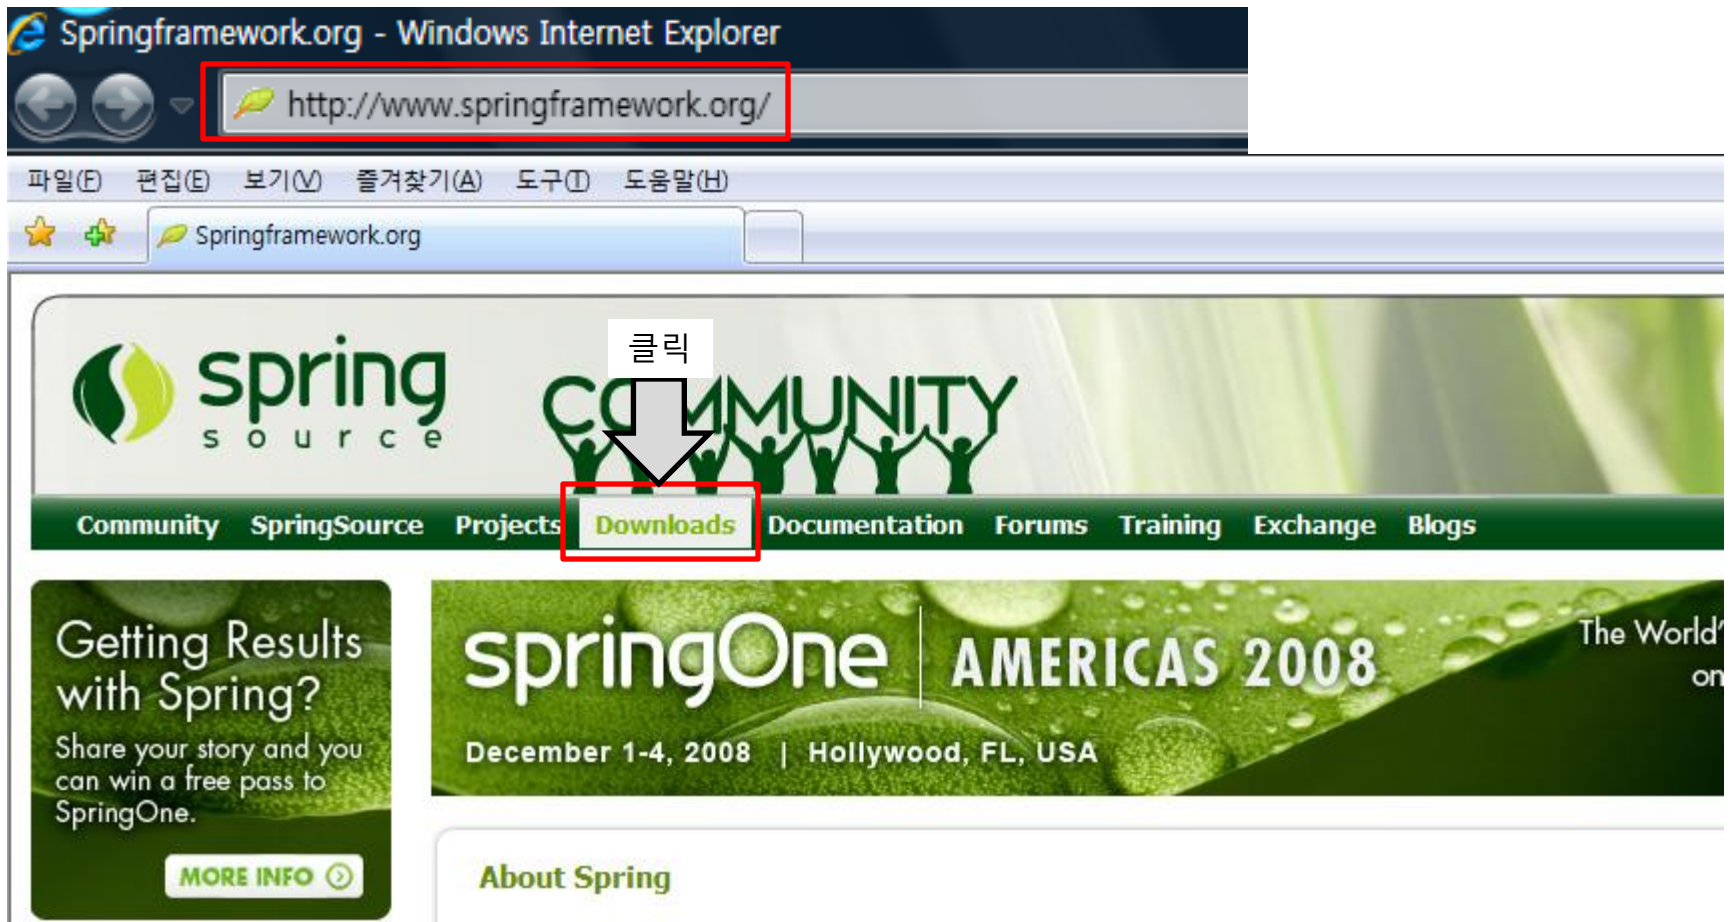 Springframework.org - Windows Internet Explorer
http://www.springframework.org/
파일(F) 편집(E) 보기(V) 즐겨찾기(A) 도구(T) 도움말(H)
Springframework.org
spring
source
COMMUNITY
클릭
Community SpringSource Projects Downloads Documentation Forums Training Exchange Blogs
Getting Results
with Spring?
Share your story and you
can win a free pass to
SpringOne.
MORE INFO
springOne AMERICAS 2008
December 1-4, 2008 | Hollywood, FL, USA
The World'
on
About Spring